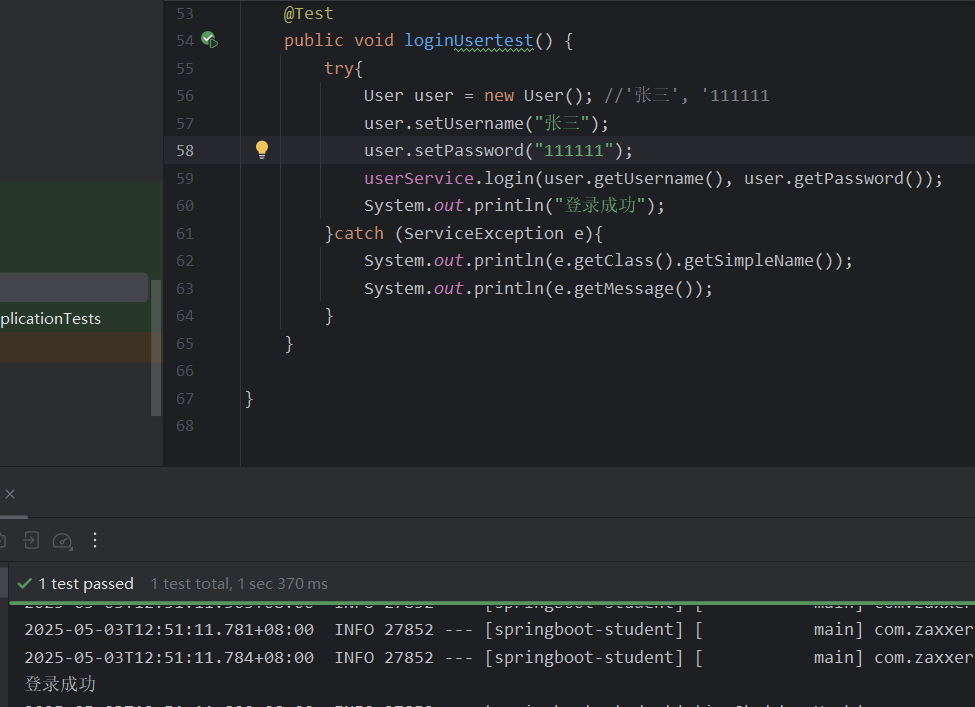 53 @Test
54 public void loginUsertest() {
55 try{
56 User user = new User(); //'张三', '111111
57 user.setUsername("张三");
58 user.setPassword("111111");
59 userService.login(user.getUsername(), user.getPassword());
60 System.out.println("登录成功");
61 }catch (ServiceException e){
62 System.out.println(e.getClass().getSimpleName());
63 System.out.println(e.getMessage());
64 }
65 }
66
67 }
68
plicationTests
1 test passed 1 test total, 1 sec 370 ms
2025-05-03T12:51:11.781+08:00 INFO 27852 --- [springboot-student] [ main] com.zaxxer
2025-05-03T12:51:11.784+08:00 INFO 27852 --- [springboot-student] [ main] com.zaxxer
登录成功